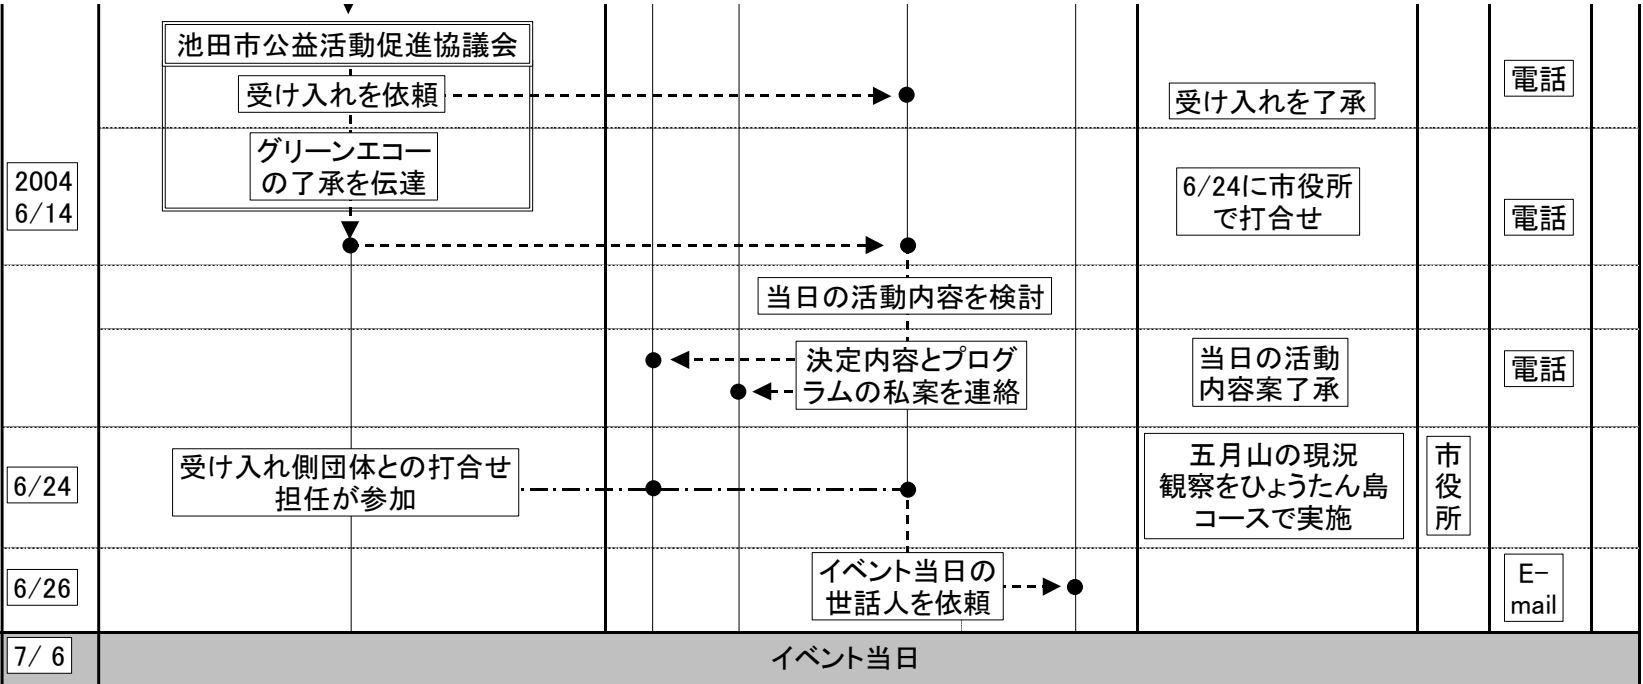 池田市公益活動促進協議会
受け入れを依頼
受け入れを了承
電話
2004
6/14
グリーンエコー
の了承を伝達
6/24に市役所
で打合せ
電話
当日の活動内容を検討
決定内容とプログ
ラムの私案を連絡
当日の活動
内容案了承
電話
6/24
受け入れ側団体との打合せ
担任が参加
五月山の現況
観察をひょうたん島
コースで実施
市
役
所
6/26
イベント当日の
世話人を依頼
E-
mail
7/ 6
イベント当日